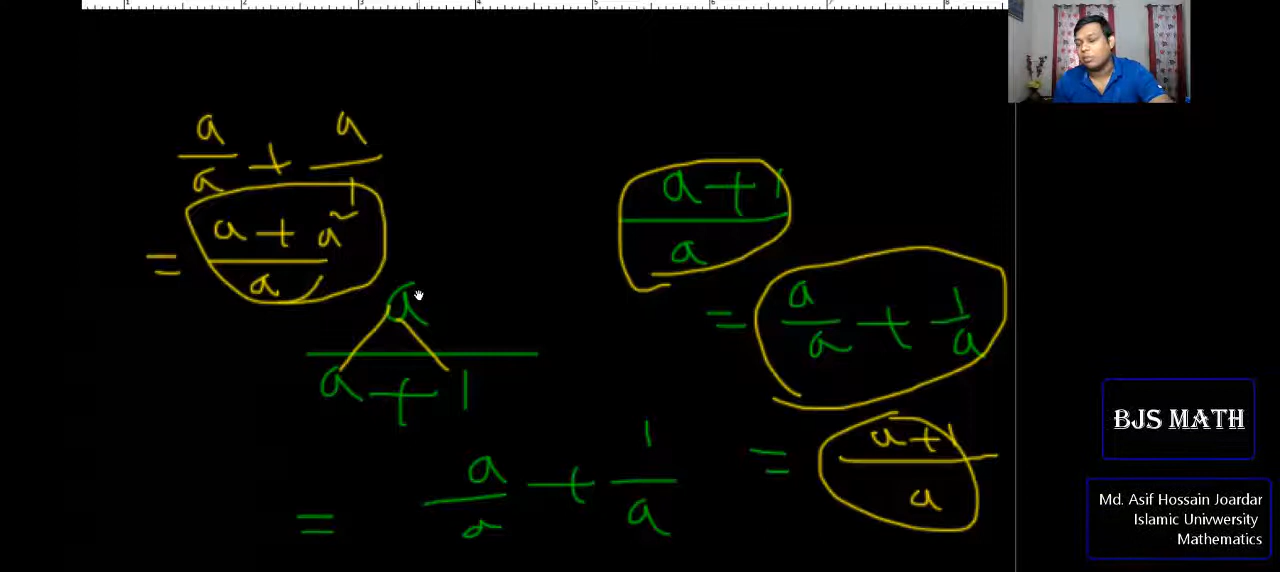 a/a + a/1
= (a + a²)/a
a/(a + 1)
= a/a + 1/a
(a + 1)/a
= a/a + 1/a
= (a+1)/a
BJS MATH
Md. Asif Hossain Joardar
Islamic Univwersity
Mathematics